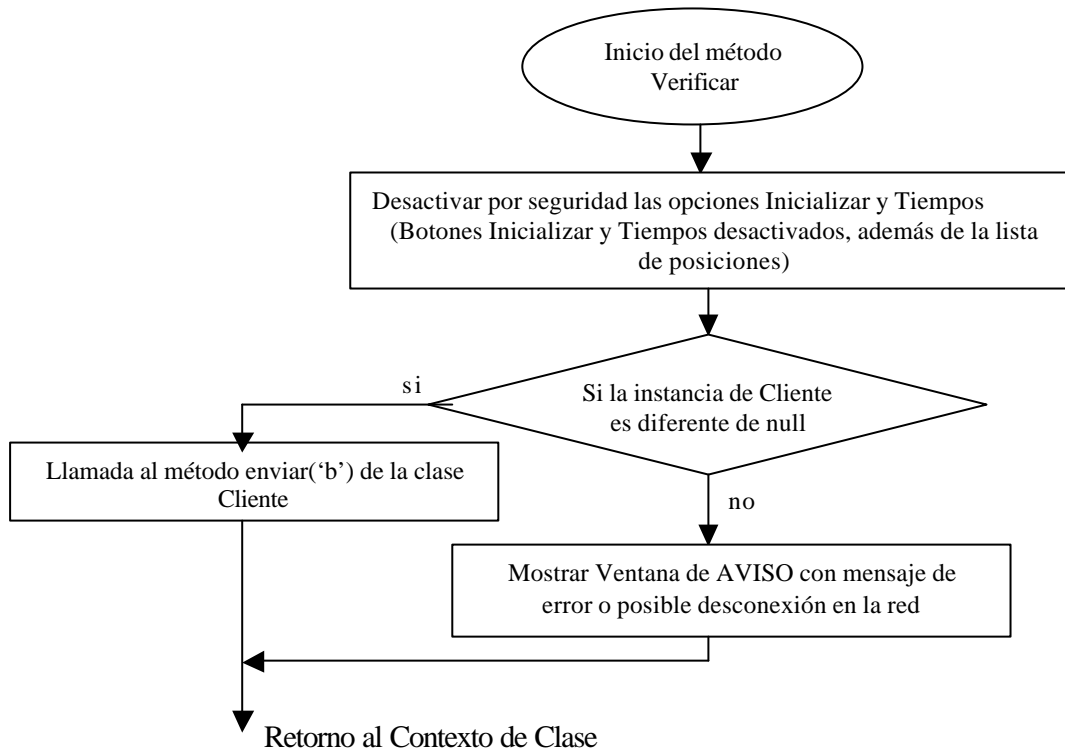 Inicio del método
Verificar
Desactivar por seguridad las opciones Inicializar y Tiempos
(Botones Inicializar y Tiempos desactivados, además de la lista
de posiciones)
si
Si la instancia de Cliente
es diferente de null
Llamada al método enviar(‘b’) de la clase
Cliente
no
Mostrar Ventana de AVISO con mensaje de
error o posible desconexión en la red
Retorno al Contexto de Clase